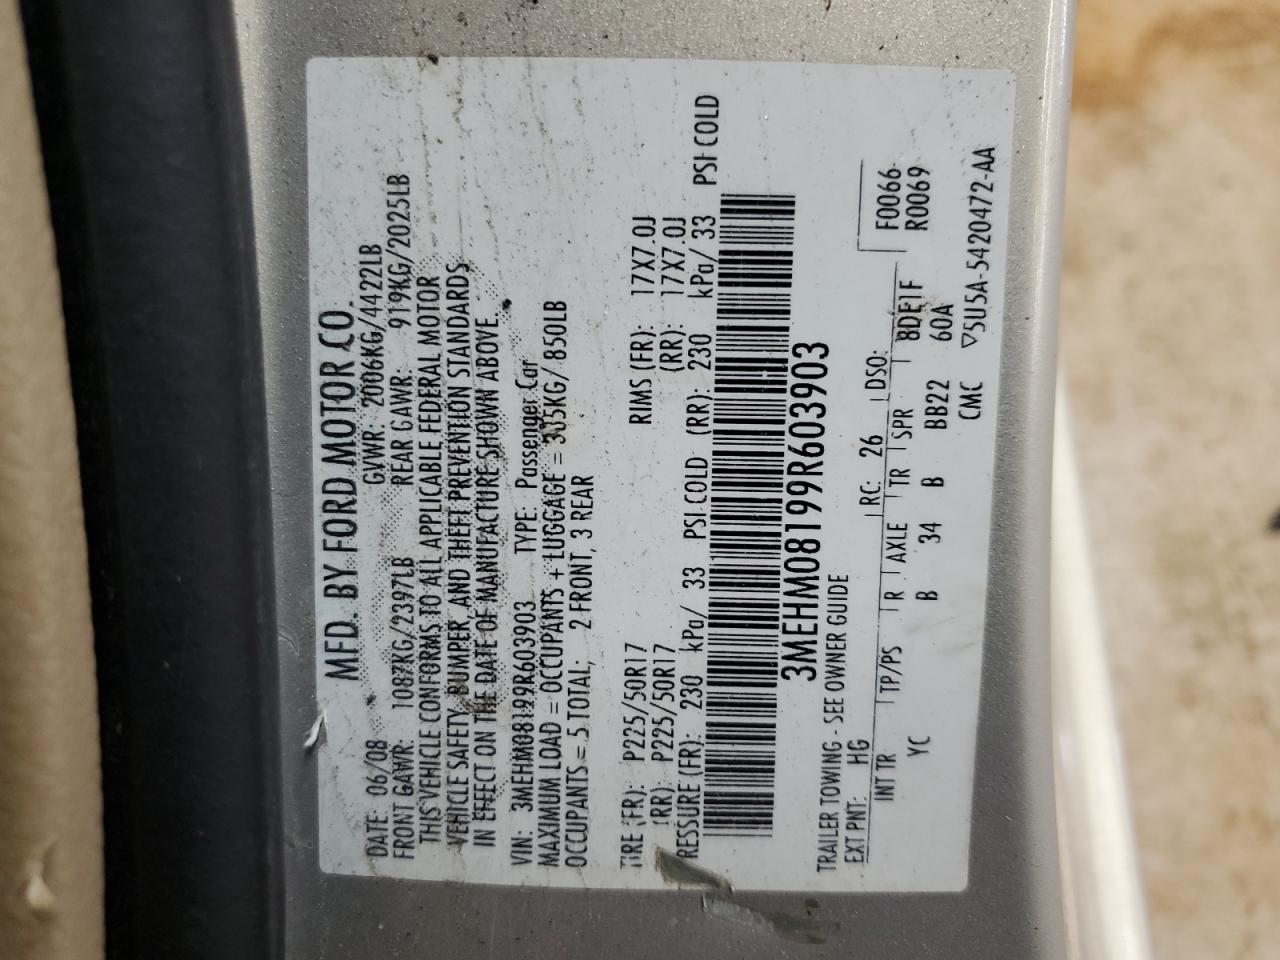 MFD. BY FORD MOTOR CO.
DATE: 06/08 GVWR: 2006KG/4422LB
FRONT GAWR: 1087KG/2397LB REAR GAWR: 919KG/2025LB
THIS VEHICLE CONFORMS TO ALL APPLICABLE FEDERAL MOTOR
VEHICLE SAFETY, BUMPER, AND THEFT PREVENTION STANDARDS
IN EFFECT ON THE DATE OF MANUFACTURE SHOWN ABOVE.
VIN: 3MEHM08199R603903 TYPE: Passenger Car
MAXIMUM LOAD = OCCUPANTS + LUGGAGE = 385KG/ 850LB
OCCUPANTS = 5 TOTAL; 2 FRONT, 3 REAR
TIRE (FR): P225/50R17 RIMS (FR): 17X7.0J
(RR): P225/50R17 (RR): 17X7.0J
PRESSURE (FR): 230 kPa/ 33 PSI COLD (RR): 230 kPa/ 33 PSI COLD
3MEHM08199R603903
TRAILER TOWING - SEE OWNER GUIDE
EXT PNT: HG RC: 26 DSO: F0066
R0069
INT TR TP/PS R AXLE TR SPR 8DF1F
YC B 34 B BB22 60A
CMC ▽5U5A-5420472-AA